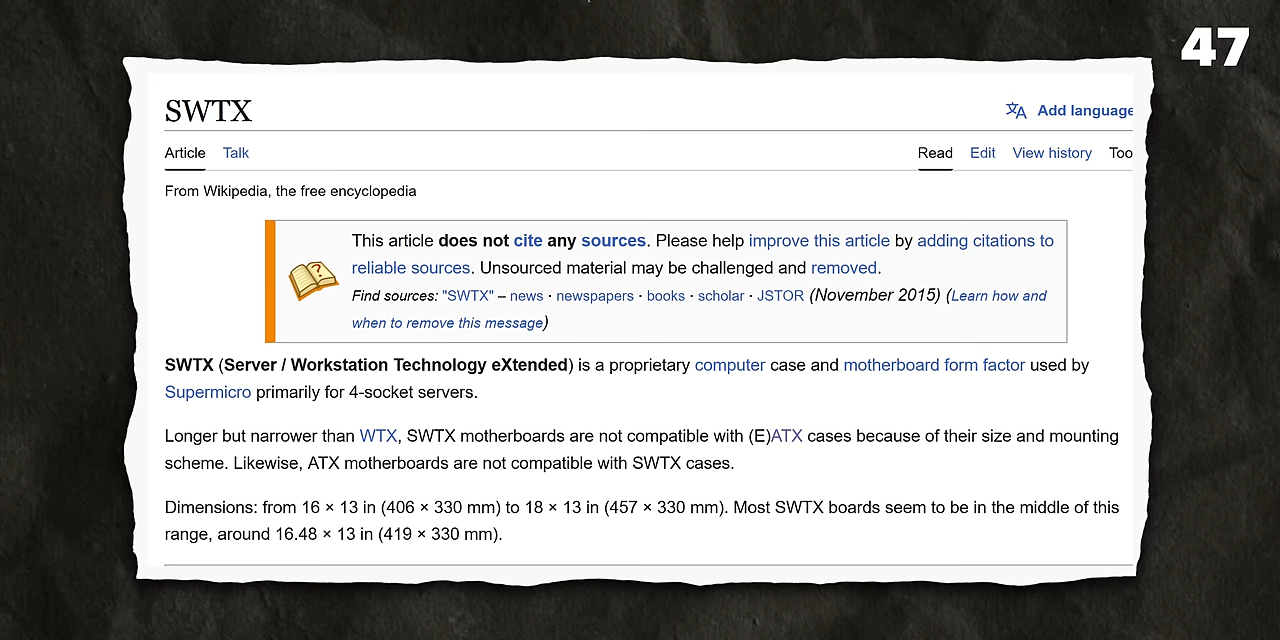 47
SWTX
Add language
Article Talk Read Edit View history Too
From Wikipedia, the free encyclopedia
This article does not cite any sources. Please help improve this article by adding citations to
reliable sources. Unsourced material may be challenged and removed.
Find sources: "SWTX" – news · newspapers · books · scholar · JSTOR (November 2015) (Learn how and
when to remove this message)
SWTX (Server / Workstation Technology eXtended) is a proprietary computer case and motherboard form factor used by
Supermicro primarily for 4-socket servers.
Longer but narrower than WTX, SWTX motherboards are not compatible with (E)ATX cases because of their size and mounting
scheme. Likewise, ATX motherboards are not compatible with SWTX cases.
Dimensions: from 16 × 13 in (406 × 330 mm) to 18 × 13 in (457 × 330 mm). Most SWTX boards seem to be in the middle of this
range, around 16.48 × 13 in (419 × 330 mm).